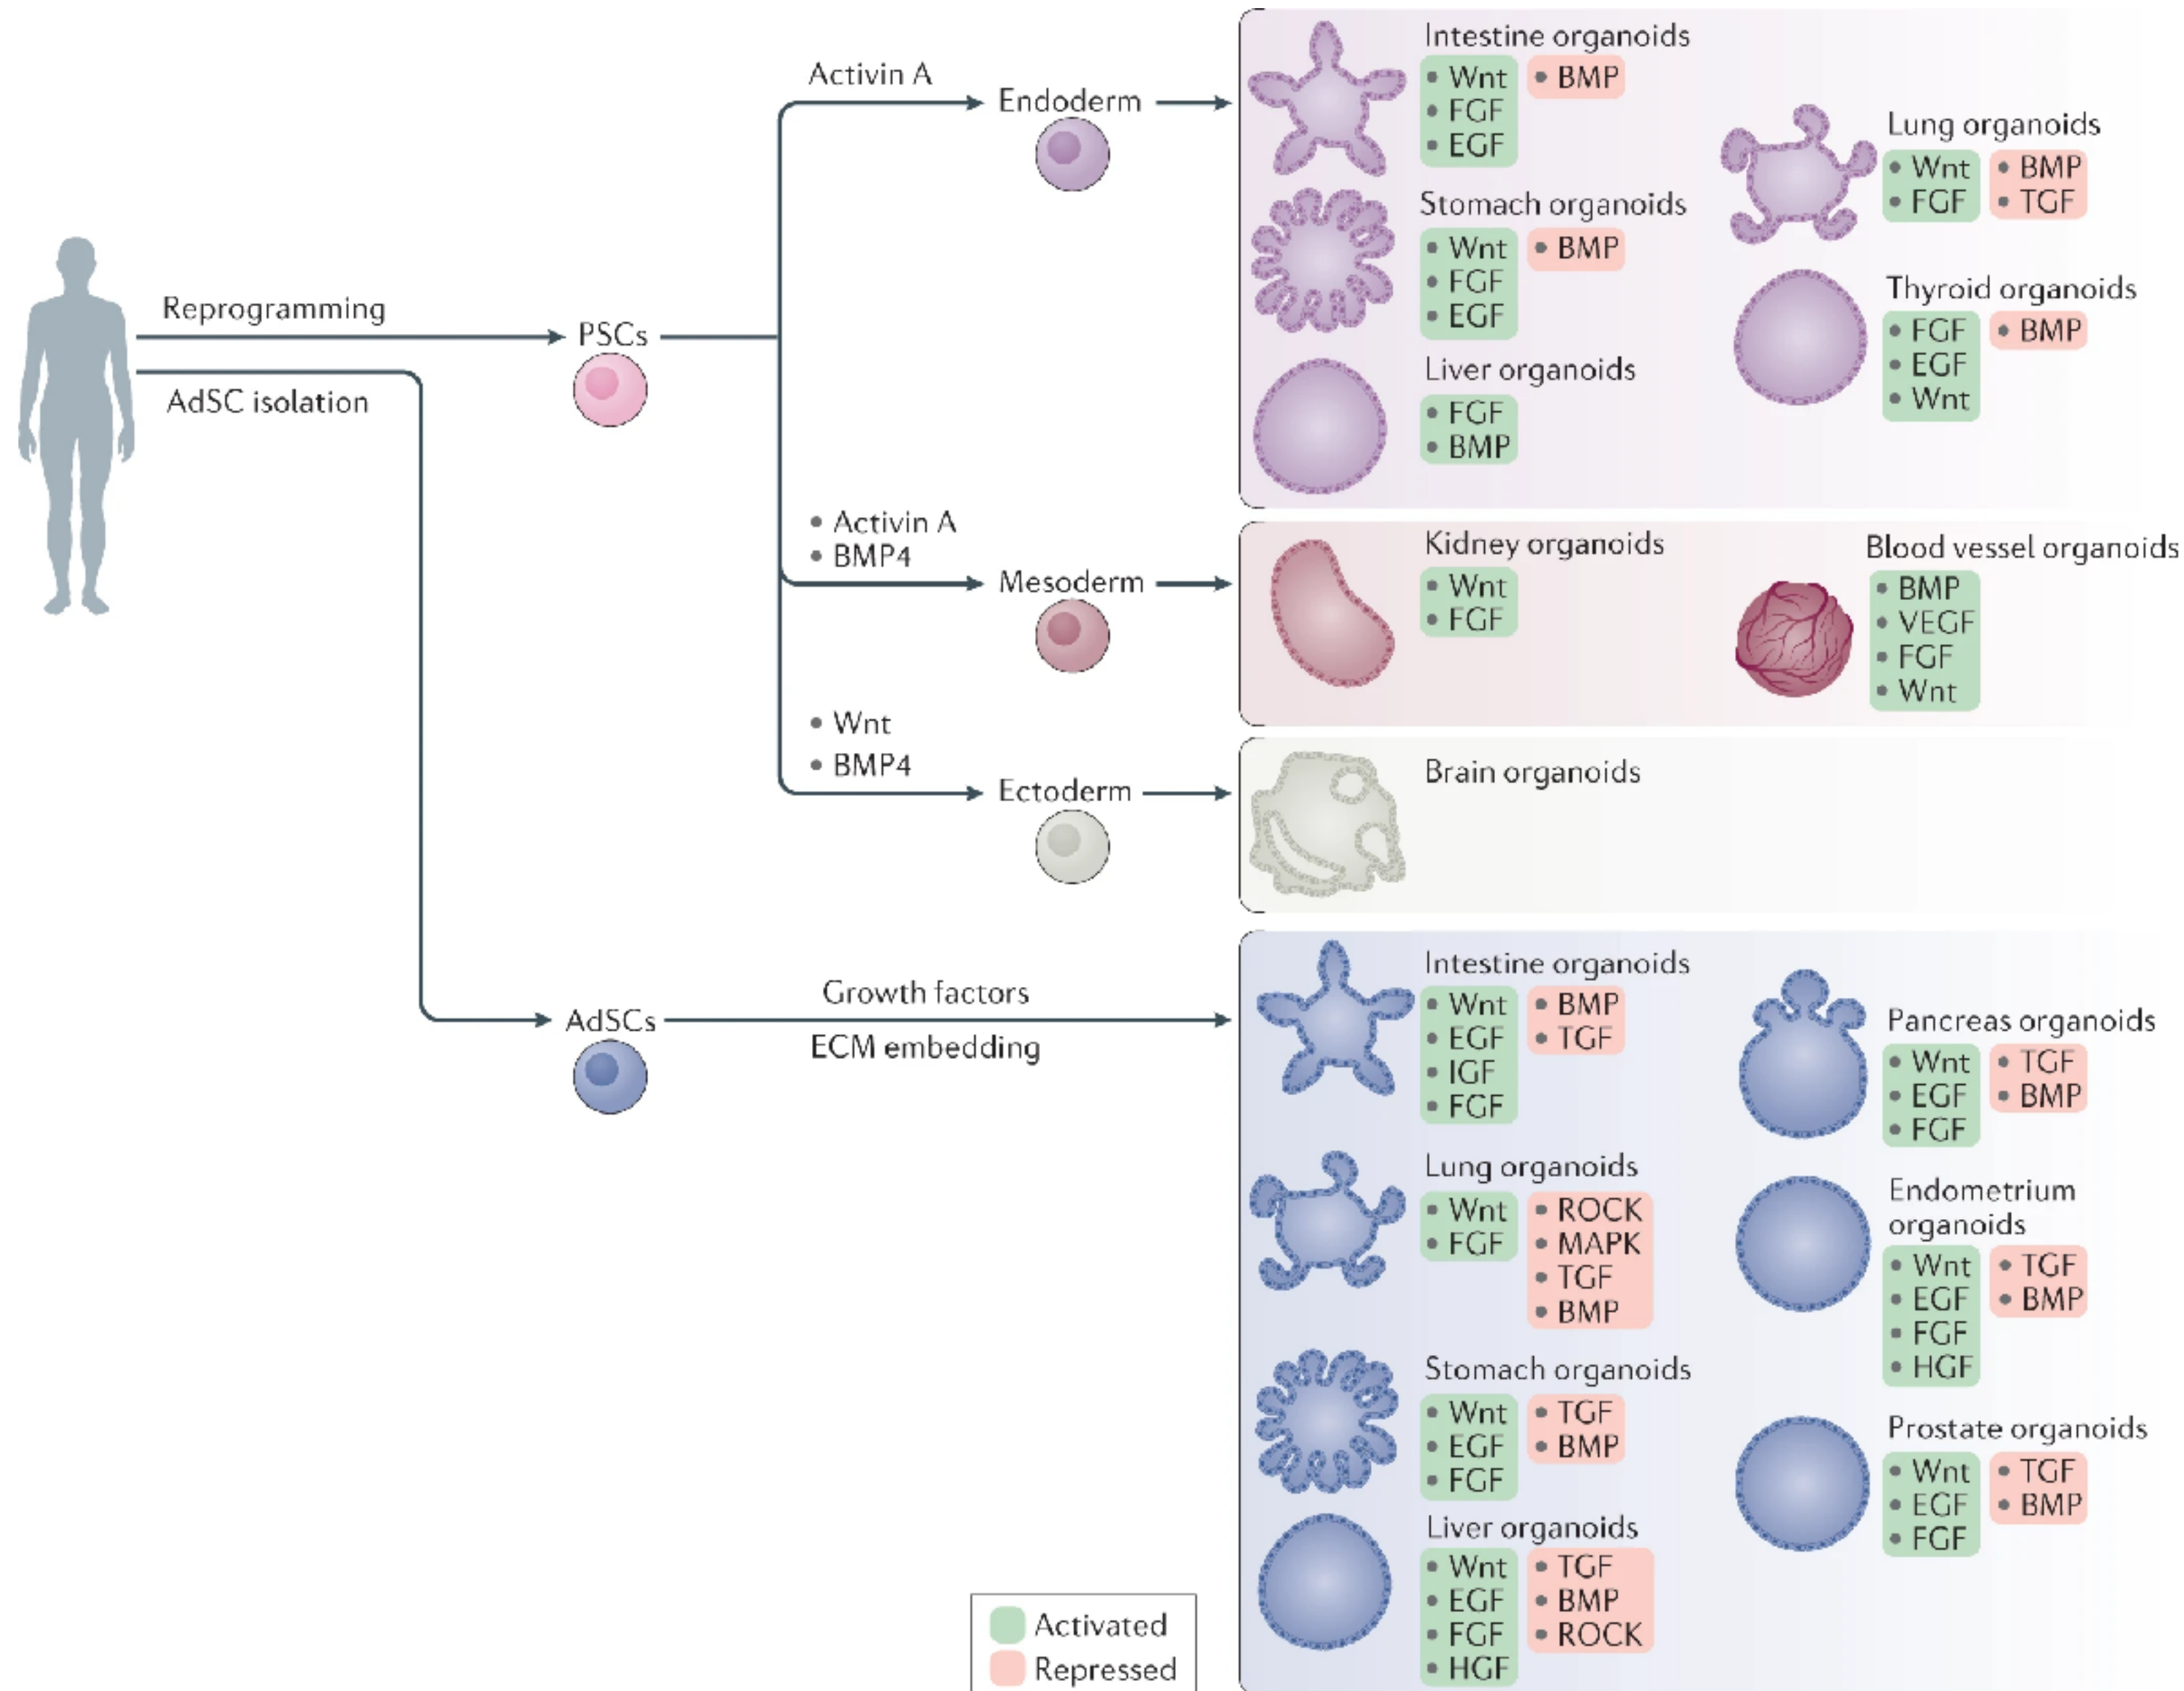 Reprogramming
AdSC isolation
PSCs
Activin A
Endoderm
• Activin A
• BMP4
Mesoderm
• Wnt
• BMP4
Ectoderm
AdSCs
Growth factors
ECM embedding
Intestine organoids
• Wnt
• FGF
• EGF
• BMP
Stomach organoids
• Wnt
• FGF
• EGF
• BMP
Liver organoids
• FGF
• BMP
Lung organoids
• Wnt
• FGF
• BMP
• TGF
Thyroid organoids
• FGF
• EGF
• Wnt
• BMP
Kidney organoids
• Wnt
• FGF
Blood vessel organoids
• BMP
• VEGF
• FGF
• Wnt
Brain organoids
Intestine organoids
• Wnt
• EGF
• IGF
• FGF
• BMP
• TGF
Lung organoids
• Wnt
• FGF
• ROCK
• MAPK
• TGF
• BMP
Stomach organoids
• Wnt
• EGF
• FGF
• TGF
• BMP
Liver organoids
• Wnt
• EGF
• FGF
• HGF
• TGF
• BMP
• ROCK
Pancreas organoids
• Wnt
• EGF
• FGF
• TGF
• BMP
Endometrium
organoids
• Wnt
• EGF
• FGF
• HGF
• TGF
• BMP
Prostate organoids
• Wnt
• EGF
• FGF
• TGF
• BMP
Activated
Repressed